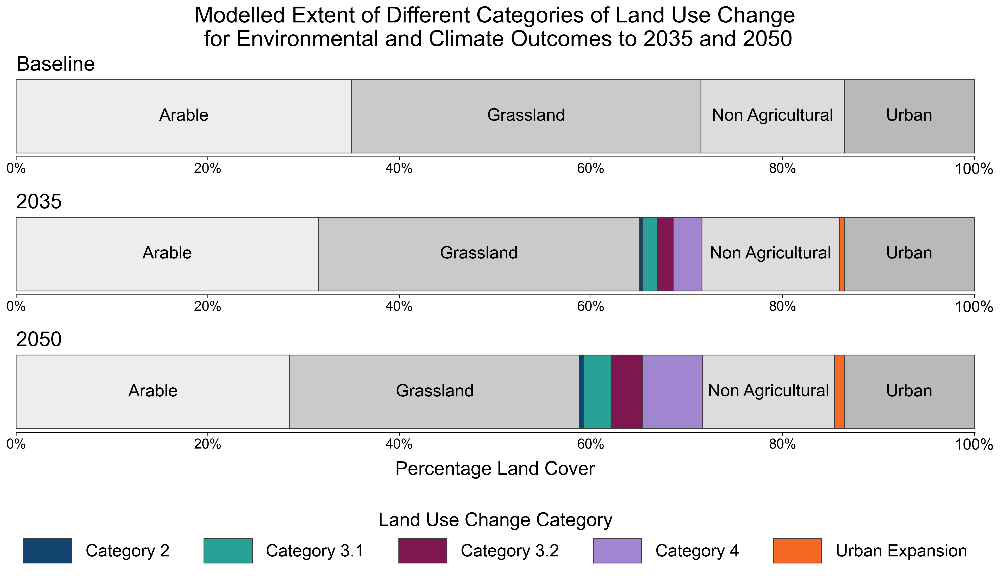 Modelled Extent of Different Categories of Land Use Change
for Environmental and Climate Outcomes to 2035 and 2050
Baseline
Arable Grassland Non Agricultural Urban
0% 20% 40% 60% 80% 100%
2035
Arable Grassland Non Agricultural Urban
0% 20% 40% 60% 80% 100%
2050
Arable Grassland Non Agricultural Urban
0% 20% 40% 60% 80% 100%
Percentage Land Cover
Land Use Change Category
Category 2 Category 3.1 Category 3.2 Category 4 Urban Expansion